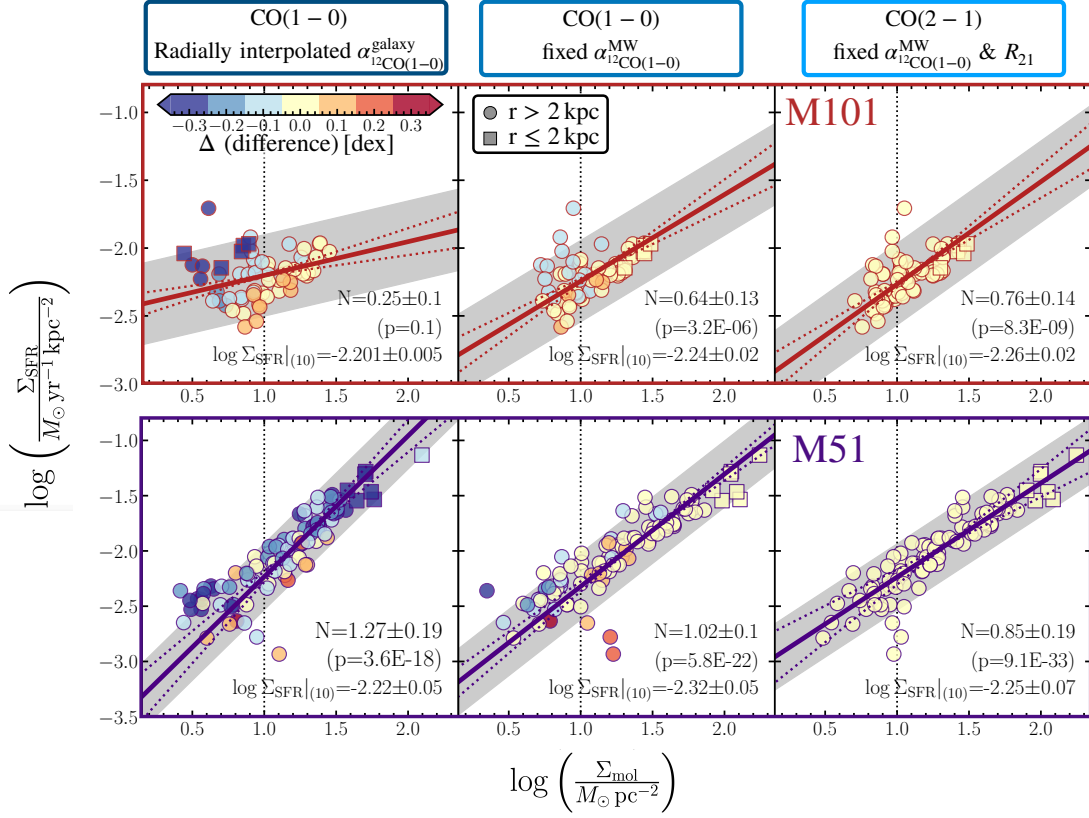 CO(1−0)
Radially interpolated α^galaxy_¹²CO(1−0)
CO(1−0)
fixed α^MW_¹²CO(1−0)
CO(2−1)
fixed α^MW_¹²CO(1−0) & R₂₁
−0.3 −0.2 −0.1 0.0 0.1 0.2 0.3
Δ (difference) [dex]
r > 2 kpc
r ≤ 2 kpc
M101
−1.0
−1.5
−2.0
−2.5
−3.0
N=0.25±0.1
(p=0.1)
log Σ_SFR|₍₁₀₎=-2.201±0.005
N=0.64±0.13
(p=3.2E-06)
log Σ_SFR|₍₁₀₎=-2.24±0.02
N=0.76±0.14
(p=8.3E-09)
log Σ_SFR|₍₁₀₎=-2.26±0.02
0.5 1.0 1.5 2.0 0.5 1.0 1.5 2.0 0.5 1.0 1.5 2.0
log (Σ_SFR / M_⊙ yr⁻¹ kpc⁻²)
M51
−1.0
−1.5
−2.0
−2.5
−3.0
−3.5
N=1.27±0.19
(p=3.6E-18)
log Σ_SFR|₍₁₀₎=-2.22±0.05
N=1.02±0.1
(p=5.8E-22)
log Σ_SFR|₍₁₀₎=-2.32±0.05
N=0.85±0.19
(p=9.1E-33)
log Σ_SFR|₍₁₀₎=-2.25±0.07
0.5 1.0 1.5 2.0 0.5 1.0 1.5 2.0 0.5 1.0 1.5 2.0
log (Σ_mol / M_⊙ pc⁻²)